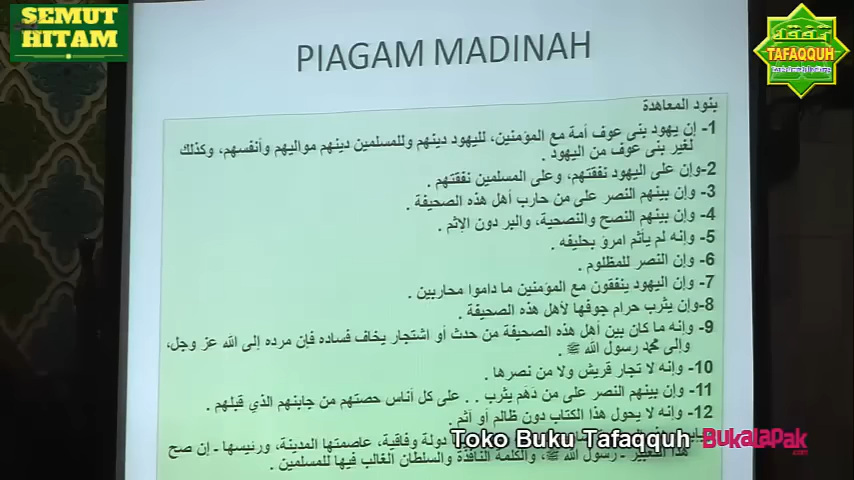 SEMUT
HITAM
TAFAQQUH
PIAGAM MADINAH
بنود المعاهدة
1- إن يهود بنى عوف أمة مع المؤمنين، لليهود دينهم وللمسلمين دينهم مواليهم وأنفسهم، وكذلك
لغير بنى عوف من اليهود .
2-وإن على اليهود نفقتهم، وعلى المسلمين نفقتهم .
3- وإن بينهم النصر على من حارب أهل هذه الصحيفة .
4- وإن بينهم النصح والنصحية، والبر دون الإثم .
5- وإنه لم يأثم امرؤ بحليفه .
6- وإن النصر للمظلوم .
7- وإن اليهود ينفقون مع المؤمنين ما داموا محاربين .
8-وإن يثرب حرام جوفها لأهل هذه الصحيفة .
9- وإنه ما كان بين أهل هذه الصحيفة من حدث أو اشتجار يخاف فساده فإن مرده إلى الله عز وجل،
وإلى محمد رسول الله ﷺ .
10- وإنه لا تجار قريش ولا من نصرها .
11- وإن بينهم النصر على من دَهَم يثرب . . على كل أناس حصتهم من جابنهم الذي قبلهم .
12- وإنه لا يحول هذا الكتاب دون ظالم أو آثم .
دولة وفاقية، عاصمتها المدينة، ورئيسها ـ إن صح
هذا التعبير ـ رسول الله ﷺ، والكلمة النافذة والسلطان الغالب فيها للمسلمين .
Toko Buku Tafaqquh BukaLapak
.com